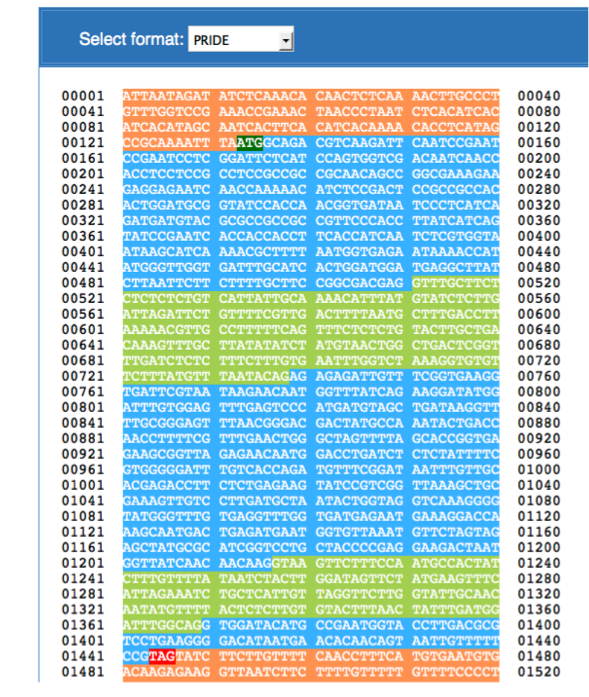 Select format: PRIDE
00001 ATTAATAGAT ATCTCAAACA CAACTCTCAA AACTTGCCCT 00040
00041 GTTTGGTCCG AAACCGAAAC TAACCCTAAT CTCACATCAC 00080
00081 ATCACATAGC AATCACTTCA CATCACAAAA CACCTCATAG 00120
00121 CCGCAAAATT TAATGGCAGA CGTCAAGATT CAATCCGAAT 00160
00161 CCGAATCCTC GGATTCTCAT CCAGTGGTCG ACAATCAACC 00200
00201 ACCTCCTCCG CCTCCGCCGC CGCAACAGCC GGCGAAAGAA 00240
00241 GAGGAGAATC AACCAAAAAC ATCTCCGACT CCGCCGCCAC 00280
00281 ACTGGATGCG GTATCCACCA ACGGTGATAA TCCCTCATCA 00320
00321 GATGATGTAC GCGCCGCCGC CGTTCCCACC TTATCATCAG 00360
00361 TATCCGAATC ACCACCACCT TCACCATCAA TCTCGTGGTA 00400
00401 ATAAGCATCA AAACGCTTTT AATGGTGAGA ATAAAACCAT 00440
00441 ATGGGTTGGT GATTTGCATC ACTGGATGGA TGAGGCTTAT 00480
00481 CTTAATTCTT CTTTTGCTTC CGGCGACGAG GTTTGCTTCT 00520
00521 CTCTCTCTGT CATTATTGCA AAACATTTAT GTATCTCTTG 00560
00561 ATTAGATTCT GTTTTCGTTG ACTTTTAATG CTTTGACCTT 00600
00601 AAAAACGTTG CCTTTTTCAG TTTCTCTCTG TACTTGCTGA 00640
00641 CAAAGTTTGC TTATATATCT ATGTAACTGG CTGACTCGGT 00680
00681 TTGATCTCTC TTTCTTTGTG AATTTGGTCT AAAGGTGTGT 00720
00721 TCTTTATGTT TAATACAGAG AGAGATTGTT TCGGTGAAGG 00760
00761 TGATTCGTAA TAAGAACAAT GGTTTATCAG AAGGATATGG 00800
00801 ATTTGTGGAG TTTGAGTCCC ATGATGTAGC TGATAAGGTT 00840
00841 TTGCGGGAGT TTAACGGGAC GACTATGCCA AATACTGACC 00880
00881 AACCTTTTCG TTTGAACTGG GCTAGTTTTA GCACCGGTGA 00920
00921 GAAGCGGTTA GAGAACAATG GACCTGATCT CTCTATTTTC 00960
00961 GTGGGGGATT TGTCACCAGA TGTTTCGGAT AATTTGTTGC 01000
01001 ACGAGACCTT CTCTGAGAAG TATCCGTCGG TTAAAGCTGC 01040
01041 GAAAGTTGTC CTTGATGCTA ATACTGGTAG GTCAAAGGGG 01080
01081 TATGGGTTTG TGAGGTTTGG TGATGAGAAT GAAAGGACCA 01120
01121 AAGCAATGAC TGAGATGAAT GGTGTTAAAT GTTCTAGTAG 01160
01161 AGCTATGCGC ATCGGTCCTG CTACCCCGAG GAAGACTAAT 01200
01201 GGTTATCAAC AACAAGGTAA GTTCTTTCCA ATGCCACTAT 01240
01241 CTTTGTTTTA TAATCTACTT GGATAGTTCT ATGAAGTTTC 01280
01281 ATTAGAAATC TGCTCATTGT TAGGTTCTTG GTATTGCAAC 01320
01321 AATATGTTTT ACTCTCTTGT GTACTTTAAC TATTTGATGG 01360
01361 ATTTGGCAGG TGGATACATG CCGAATGGTA CCTTGACGCG 01400
01401 TCCTGAAGGG GACATAATGA ACACAACAGT AATTGTTTTT 01440
01441 CCGTAGTATC TTCTTGTTTT CAACCTTTCA TGTGAATGTG 01480
01481 ACAAGAGAAG GTTAATCTTC TTTTGTTTTT GTTTTCCCAT 01520